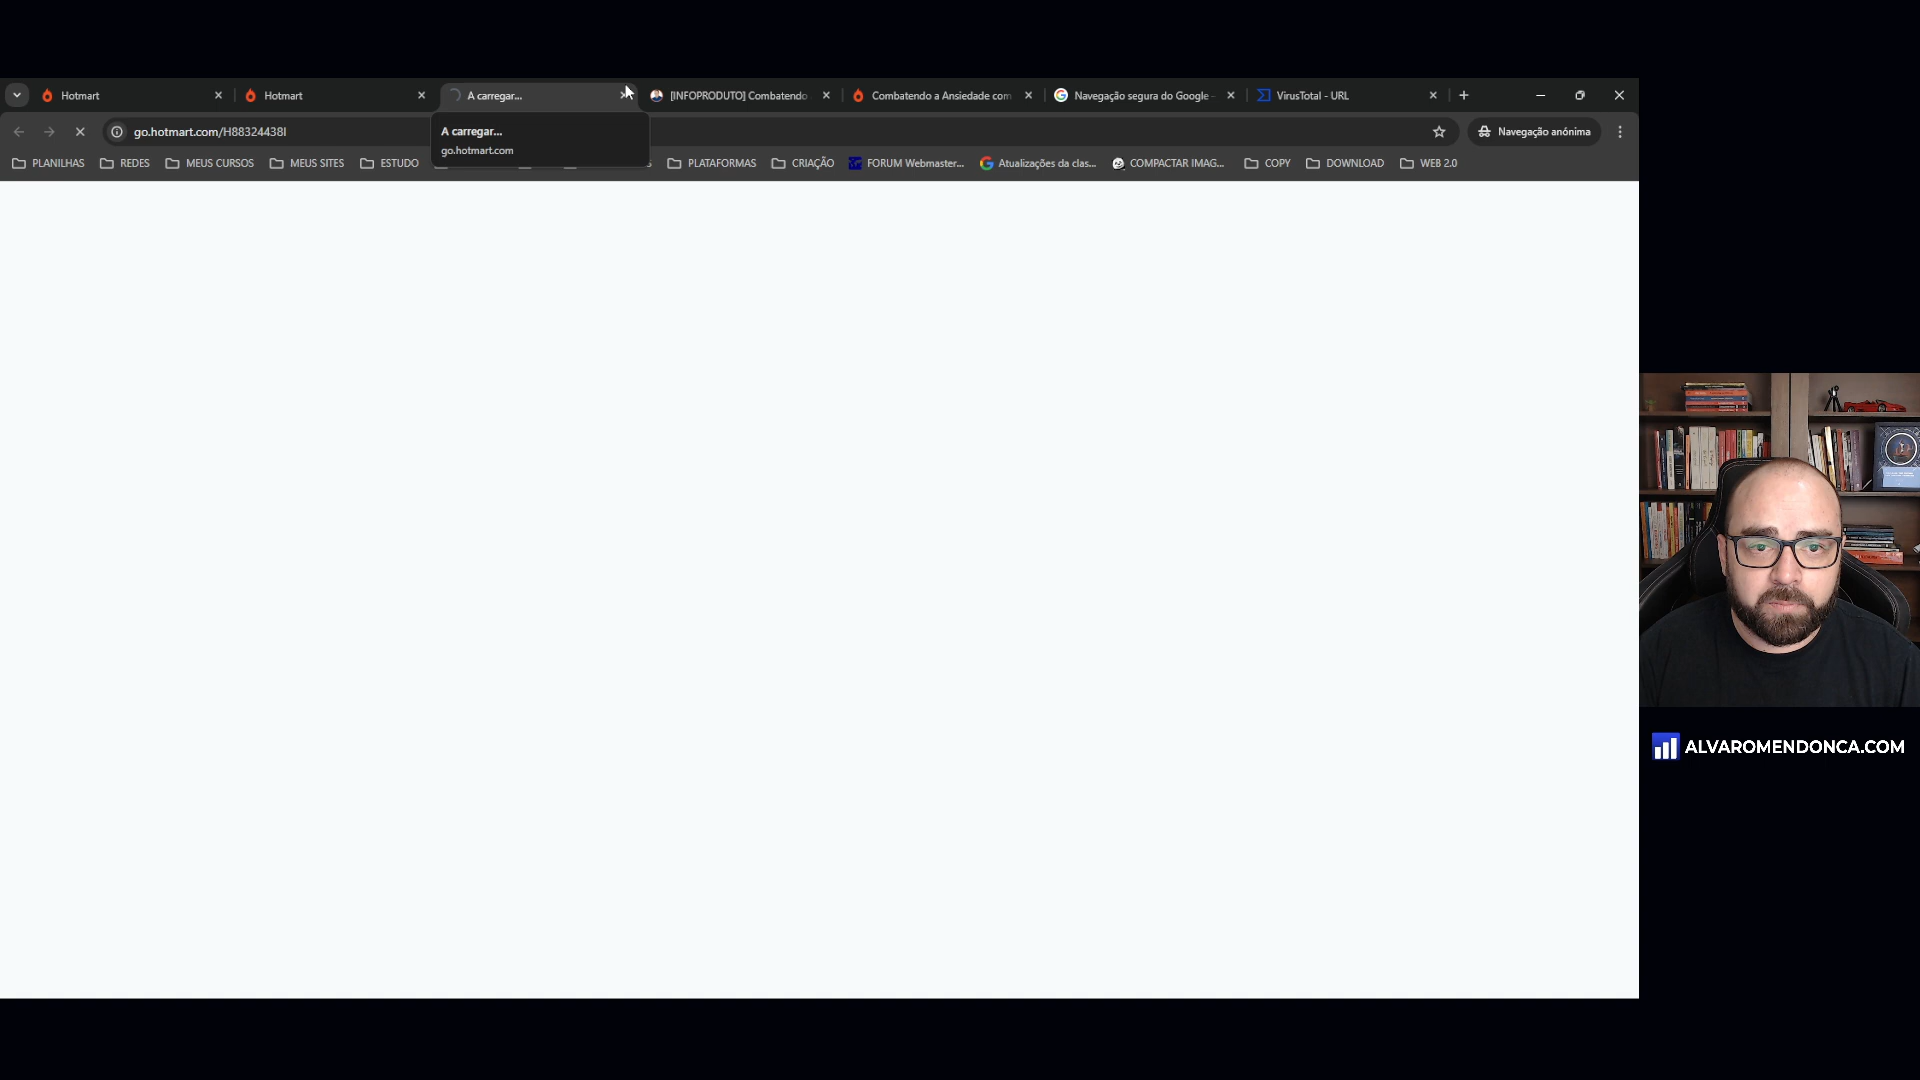 Hotmart
Hotmart
A carregar...
[INFOPRODUTO] Combatendo
Combatendo a Ansiedade com
Navegação segura do Google -
VirusTotal - URL
go.hotmart.com/H88324438I
Navegação anónima
A carregar...
go.hotmart.com
PLANILHAS
REDES
MEUS CURSOS
MEUS SITES
ESTUDO
PLATAFORMAS
CRIAÇÃO
FORUM Webmaster...
Atualizações da clas...
COMPACTAR IMAG...
COPY
DOWNLOAD
WEB 2.0
ALVAROMENDONCA.COM